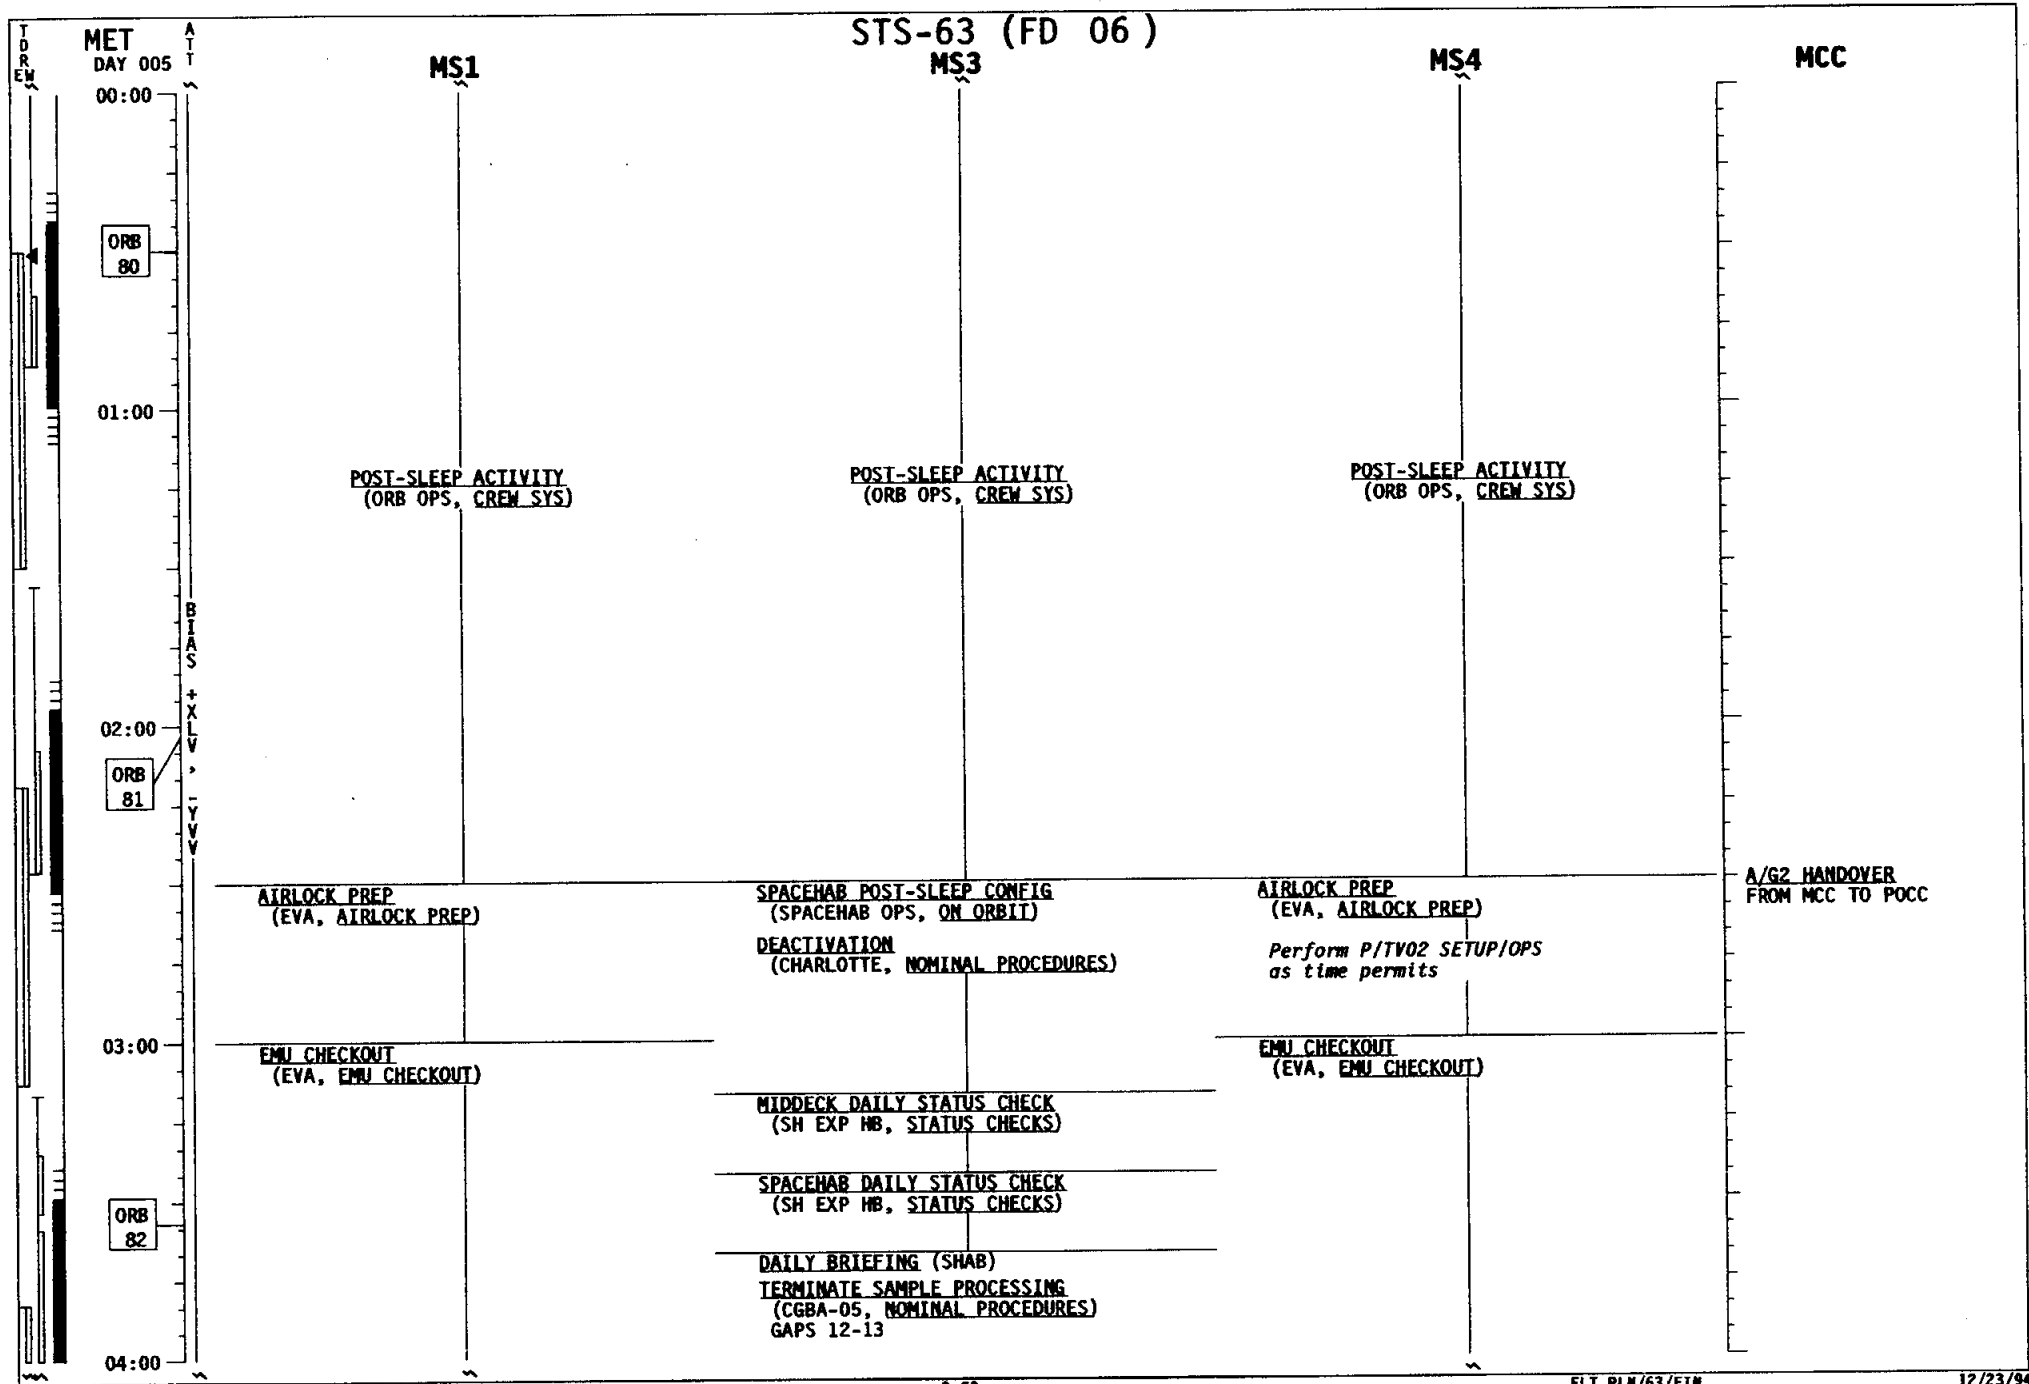 STS-63 (FD 06)
TDRE W
MET
DAY 005
ATT
MS1
MS3
MS4
MCC
00:00
ORB
80
01:00
POST-SLEEP ACTIVITY
(ORB OPS, CREW SYS)
POST-SLEEP ACTIVITY
(ORB OPS, CREW SYS)
POST-SLEEP ACTIVITY
(ORB OPS, CREW SYS)
BIAS +XLV, -YVV
02:00
ORB
81
AIRLOCK PREP
(EVA, AIRLOCK PREP)
SPACEHAB POST-SLEEP CONFIG
(SPACEHAB OPS, ON ORBIT)
DEACTIVATION
(CHARLOTTE, NOMINAL PROCEDURES)
AIRLOCK PREP
(EVA, AIRLOCK PREP)
Perform P/TV02 SETUP/OPS
as time permits
A/G2 HANDOVER
FROM MCC TO POCC
03:00
EMU CHECKOUT
(EVA, EMU CHECKOUT)
EMU CHECKOUT
(EVA, EMU CHECKOUT)
MIDDECK DAILY STATUS CHECK
(SH EXP HB, STATUS CHECKS)
SPACEHAB DAILY STATUS CHECK
(SH EXP HB, STATUS CHECKS)
ORB
82
DAILY BRIEFING (SHAB)
TERMINATE SAMPLE PROCESSING
(CGBA-05, NOMINAL PROCEDURES)
GAPS 12-13
04:00
FLT PLN/63/FIN
12/23/94